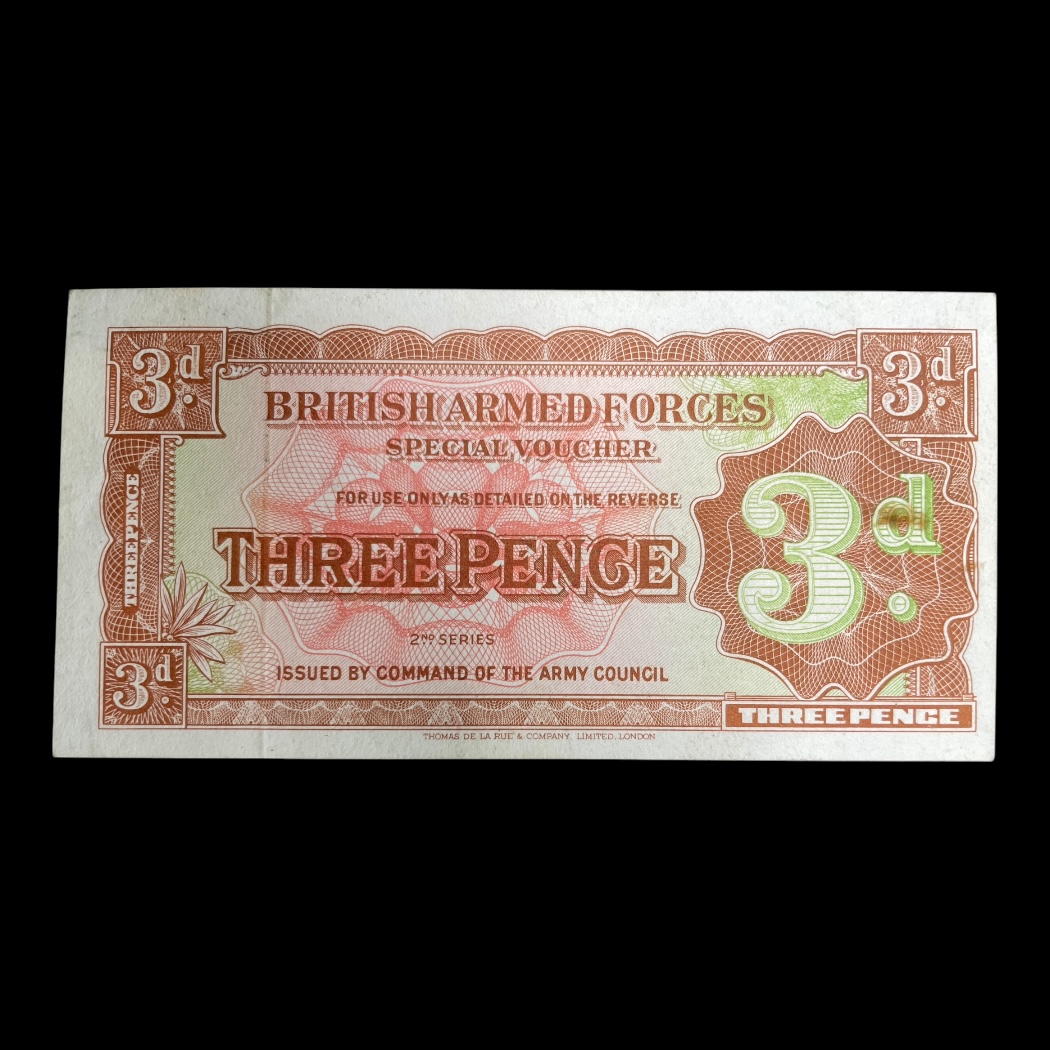 3d.
3d.
BRITISH ARMED FORCES
SPECIAL VOUCHER
FOR USE ONLY AS DETAILED ON THE REVERSE
THREE PENCE
THREE PENCE
3d.
2ND SERIES
ISSUED BY COMMAND OF THE ARMY COUNCIL
3d.
THREE PENCE
THOMAS DE LA RUE & COMPANY, LIMITED, LONDON